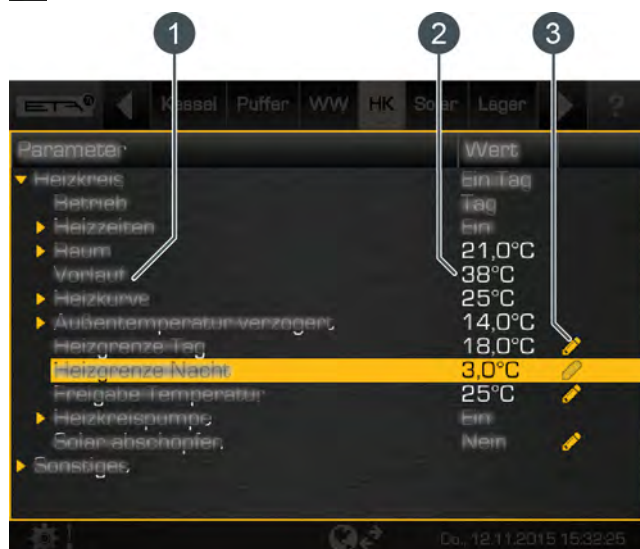 1 2 3
ETA Kessel Puffer WW HK Solar Lager ?
Parameter Wert
Heizkreis Ein Tag
Betrieb Tag
Heizzeiten Ein
Raum 21,0°C
Vorlauf 38°C
Heizkurve 25°C
Außentemperatur verzögert 14,0°C
Heizgrenze Tag 18,0°C
Heizgrenze Nacht 3,0°C
Freigabe Temperatur 25°C
Heizkreispumpe Ein
Solar abschöpfen Nein
Sonstiges
Do., 12.11.2015 15:32:25